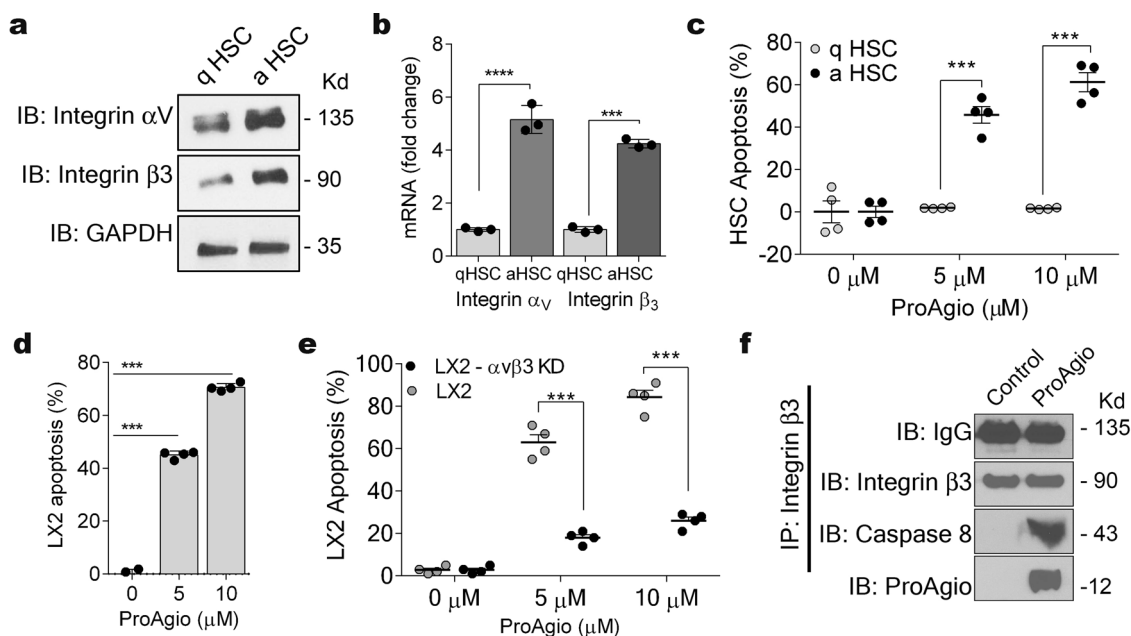 a
q HSC
a HSC
Kd
IB: Integrin αV
- 135
IB: Integrin β3
- 90
IB: GAPDH
- 35
b
mRNA (fold change)
8
6
4
2
0
****
***
qHSC aHSC qHSC aHSC
Integrin αV
Integrin β3
c
HSC Apoptosis (%)
80
60
40
20
0
-20
q HSC
a HSC
***
***
0 μM
5 μM
10 μM
ProAgio (μM)
d
LX2 apoptosis (%)
80
60
40
20
0
***
***
0
5
10
ProAgio (μM)
e
LX2 Apoptosis (%)
100
80
60
40
20
0
LX2 - αvβ3 KD
LX2
***
***
0 μM
5 μM
10 μM
ProAgio (μM)
f
IP: Integrin β3
Control
ProAgio
Kd
IB: IgG
- 135
IB: Integrin β3
- 90
IB: Caspase 8
- 43
IB: ProAgio
-12